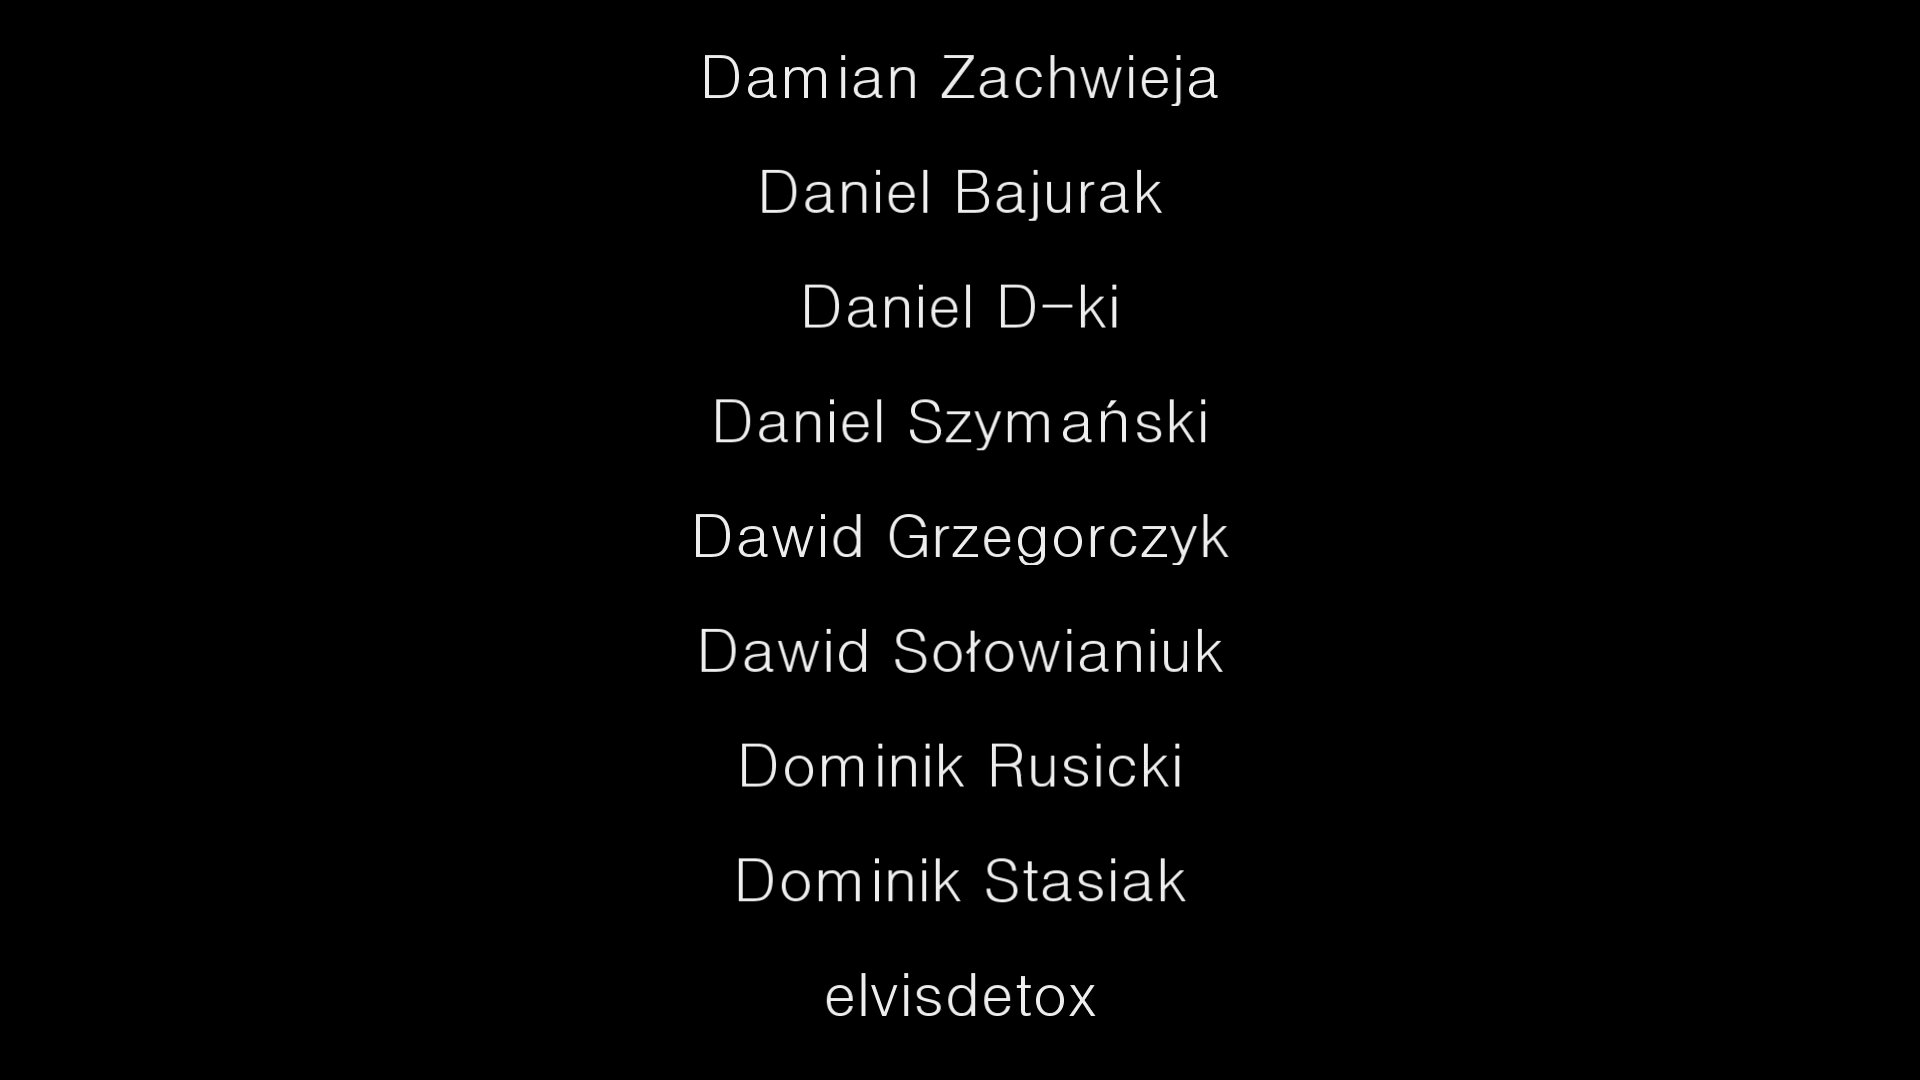 Damian Zachwieja
Daniel Bajurak
Daniel D-ki
Daniel Szymański
Dawid Grzegorczyk
Dawid Sołowianiuk
Dominik Rusicki
Dominik Stasiak
elvisdetox